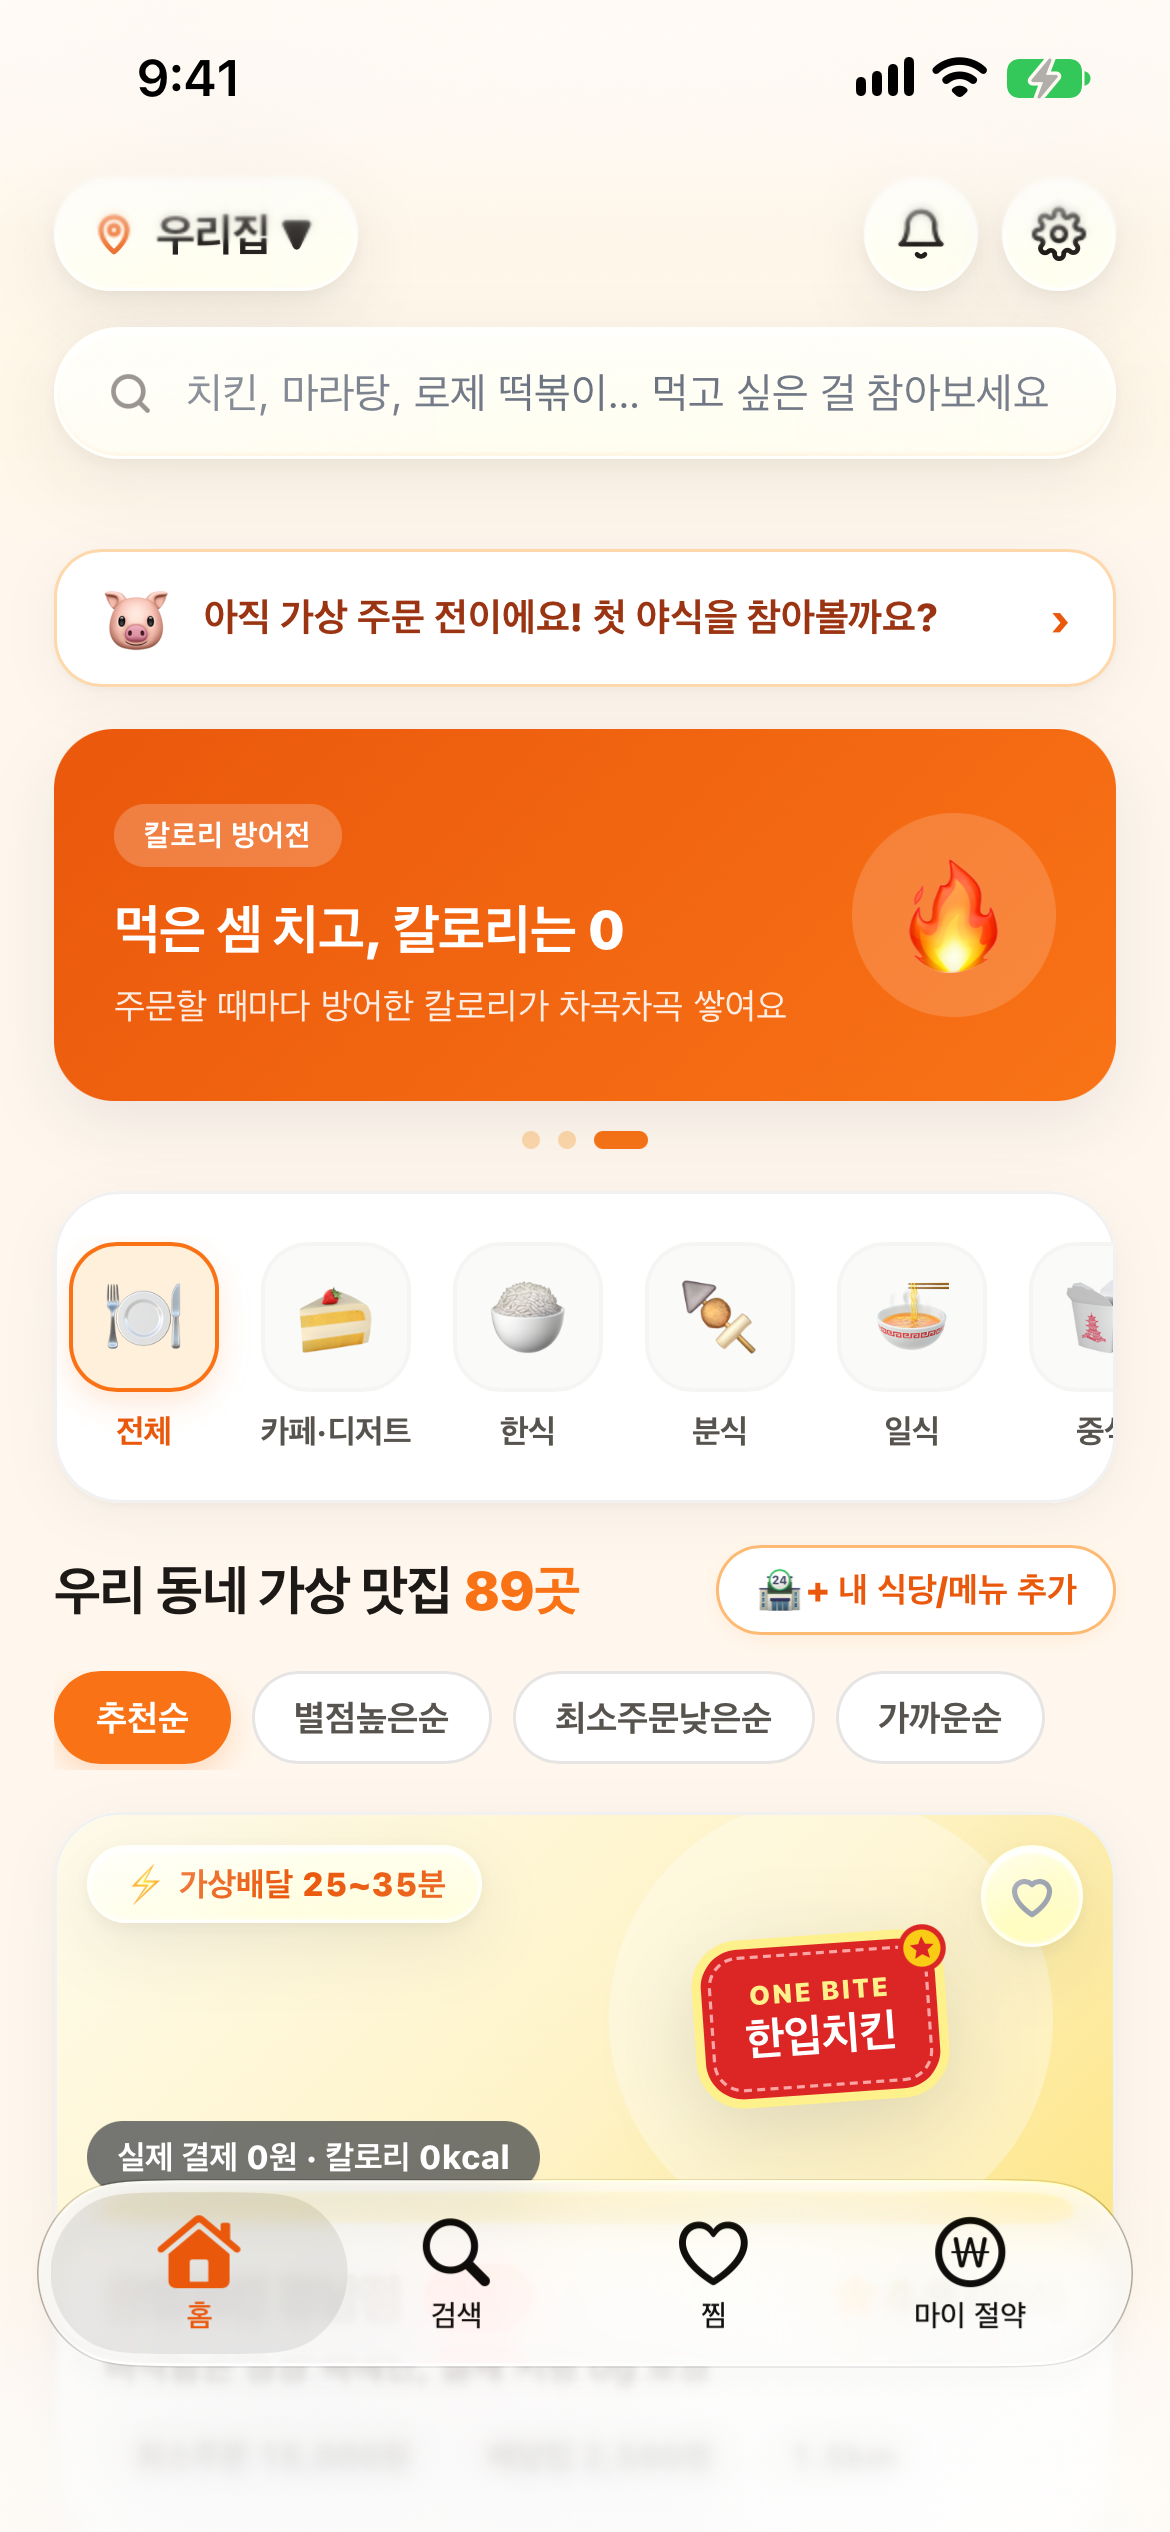 9:41
우리집 ▼
치킨, 마라탕, 로제 떡볶이... 먹고 싶은 걸 참아보세요
아직 가상 주문 전이에요! 첫 야식을 참아볼까요? ›
칼로리 방어전
먹은 셈 치고, 칼로리는 0
주문할 때마다 방어한 칼로리가 차곡차곡 쌓여요
전체 카페·디저트 한식 분식 일식
우리 동네 가상 맛집 89곳
24 + 내 식당/메뉴 추가
추천순 별점높은순 최소주문낮은순 가까운순
가상배달 25~35분
ONE BITE
한입치킨
실제 결제 0원 · 칼로리 0kcal
홈 검색 찜 마이 절약